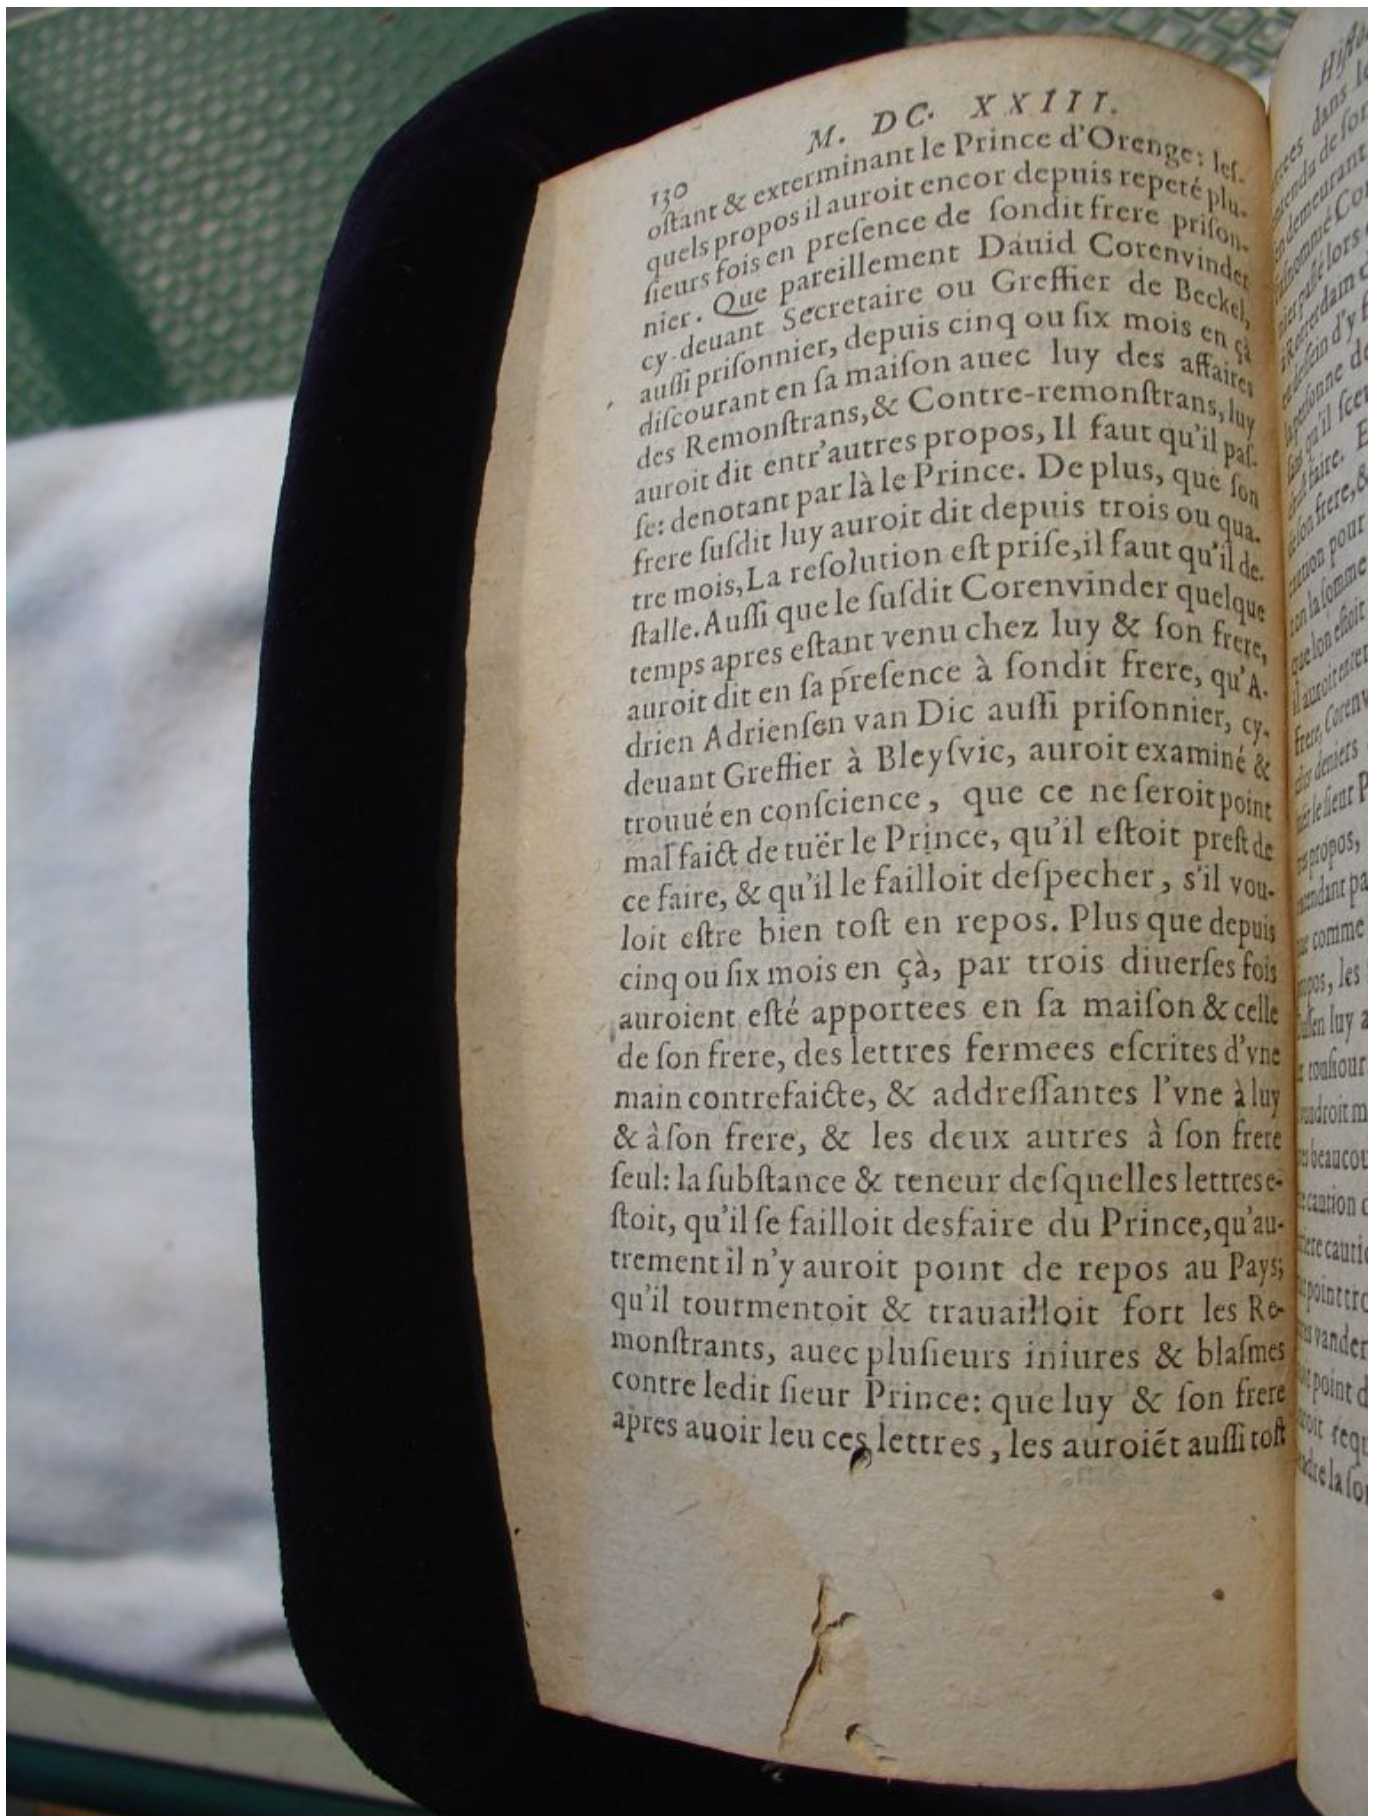 130
M. DC. XXIII.
oſtant & exterminant le Prince d'Orenge: leſ-
quels propos il auroit encor depuis repeté plu-
ſieurs fois en preſence de ſondit frere priſon-
nier. Que pareillement Dauid Corenvinder
cy-deuant Secretaire ou Greffier de Beckel,
auſſi priſonnier, depuis cinq ou ſix mois en çà
diſcourant en ſa maiſon auec luy des affaires
des Remonſtrans, & Contre-remonſtrans, luy
auroit dit entr'autres propos, Il faut qu'il paſ-
ſe: denotant par là le Prince. De plus, que ſon
frere ſuſdit luy auroit dit depuis trois ou qua-
tre mois, La reſolution eſt priſe, il faut qu'il de-
ſtalle. Auſſi que le ſuſdit Corenvinder quelque
temps apres eſtant venu chez luy & ſon frere,
auroit dit en ſa preſence à ſondit frere, qu'A-
drien Adrienſen van Dic auſſi priſonnier, cy-
deuant Greffier à Bleyſvic, auroit examiné &
trouué en conſcience, que ce ne ſeroit point
mal faict de tuër le Prince, qu'il eſtoit preſt de
ce faire, & qu'il le failloit deſpecher, s'il vou-
loit eſtre bien toſt en repos. Plus que depuis
cinq ou ſix mois en çà, par trois diuerſes fois
auroient eſté apportees en ſa maiſon & celle
de ſon frere, des lettres fermees eſcrites d'vne
main contrefaicte, & addreſſantes l'vne à luy
& à ſon frere, & les deux autres à ſon frere
ſeul: la ſubſtance & teneur deſquelles lettres e-
ſtoit, qu'il ſe failloit desfaire du Prince, qu'au-
trement il n'y auroit point de repos au Pays;
qu'il tourmentoit & trauailloit fort les Re-
monſtrants, auec pluſieurs iniures & blaſmes
contre ledit ſieur Prince: que luy & ſon frere
apres auoir leu ces lettres, les auroiét auſſi toſt